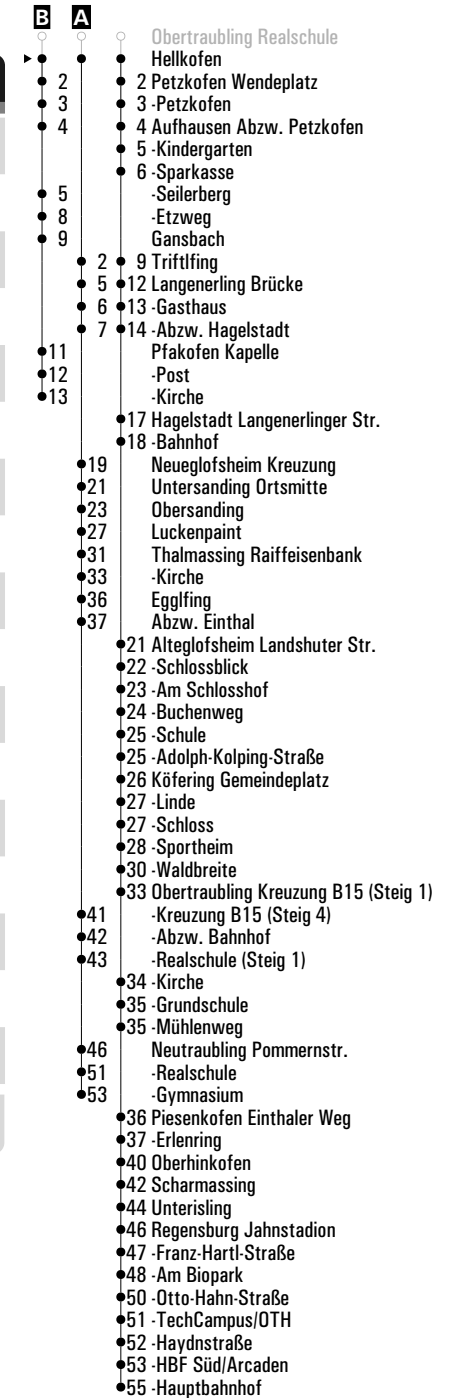 B A
Obertraubling Realschule
Hellkofen
2 2 Petzkofen Wendeplatz
3 3 -Petzkofen
4 4 Aufhausen Abzw. Petzkofen
5 -Kindergarten
6 -Sparkasse
5 -Seilerberg
8 -Etzweg
9 Gansbach
2 9 Triftlfing
5 12 Langenerling Brücke
6 13 -Gasthaus
7 14 -Abzw. Hagelstadt
11 Pfakofen Kapelle
12 -Post
13 -Kirche
17 Hagelstadt Langenerlinger Str.
18 -Bahnhof
19 Neueglofsheim Kreuzung
21 Untersanding Ortsmitte
23 Obersanding
27 Luckenpaint
31 Thalmassing Raiffeisenbank
33 -Kirche
36 Egglfing
37 Abzw. Einthal
21 Alteglofsheim Landshuter Str.
22 -Schlossblick
23 -Am Schlosshof
24 -Buchenweg
25 -Schule
25 -Adolph-Kolping-Straße
26 Köfering Gemeindeplatz
27 -Linde
27 -Schloss
28 -Sportheim
30 -Waldbreite
33 Obertraubling Kreuzung B15 (Steig 1)
41 -Kreuzung B15 (Steig 4)
42 -Abzw. Bahnhof
43 -Realschule (Steig 1)
34 -Kirche
35 -Grundschule
35 -Mühlenweg
46 Neutraubling Pommernstr.
51 -Realschule
53 -Gymnasium
36 Piesenkofen Einthaler Weg
37 -Erlenring
40 Oberhinkofen
42 Scharmassing
44 Unterisling
46 Regensburg Jahnstadion
47 -Franz-Hartl-Straße
48 -Am Biopark
50 -Otto-Hahn-Straße
51 -TechCampus/OTH
52 -Haydnstraße
53 -HBF Süd/Arcaden
55 -Hauptbahnhof